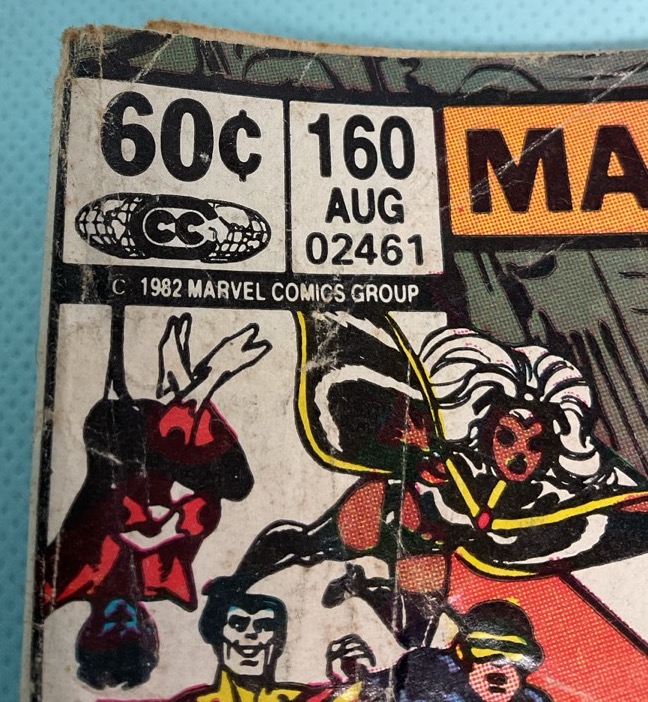 60¢
CC
160
AUG
02461
© 1982 MARVEL COMICS GROUP
MA